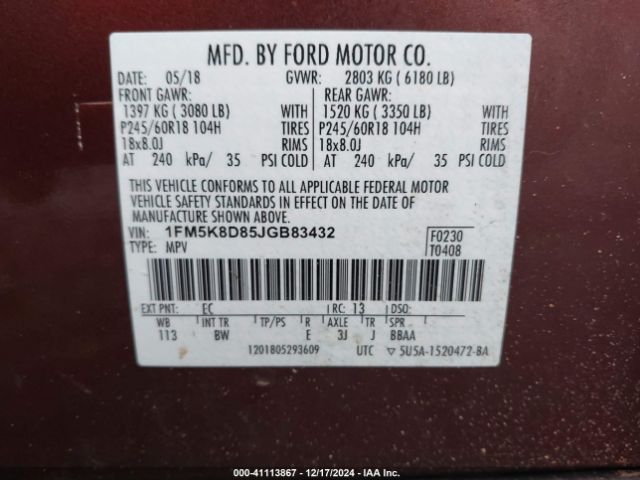 MFD. BY FORD MOTOR CO.
DATE: 05/18 GVWR: 2803 KG ( 6180 LB)
FRONT GAWR: REAR GAWR:
1397 KG ( 3080 LB) WITH 1520 KG ( 3350 LB) WITH
P245/60R18 104H TIRES P245/60R18 104H TIRES
18x8.0J RIMS 18x8.0J RIMS
AT 240 kPa/ 35 PSI COLD AT 240 kPa/ 35 PSI COLD
THIS VEHICLE CONFORMS TO ALL APPLICABLE FEDERAL MOTOR
VEHICLE SAFETY STANDARDS IN EFFECT ON THE DATE OF
MANUFACTURE SHOWN ABOVE.
VIN: 1FM5K8D85JGB83432 F0230
TYPE: MPV T0408
EXT PNT: EC RC: 13 DSO:
WB INT TR TP/PS R AXLE TR SPR
113 BW E 3J J BBAA
1201805293609 UTC ▽ 5U5A-1520472-BA
000-41113867 - 12/17/2024 - IAA Inc.